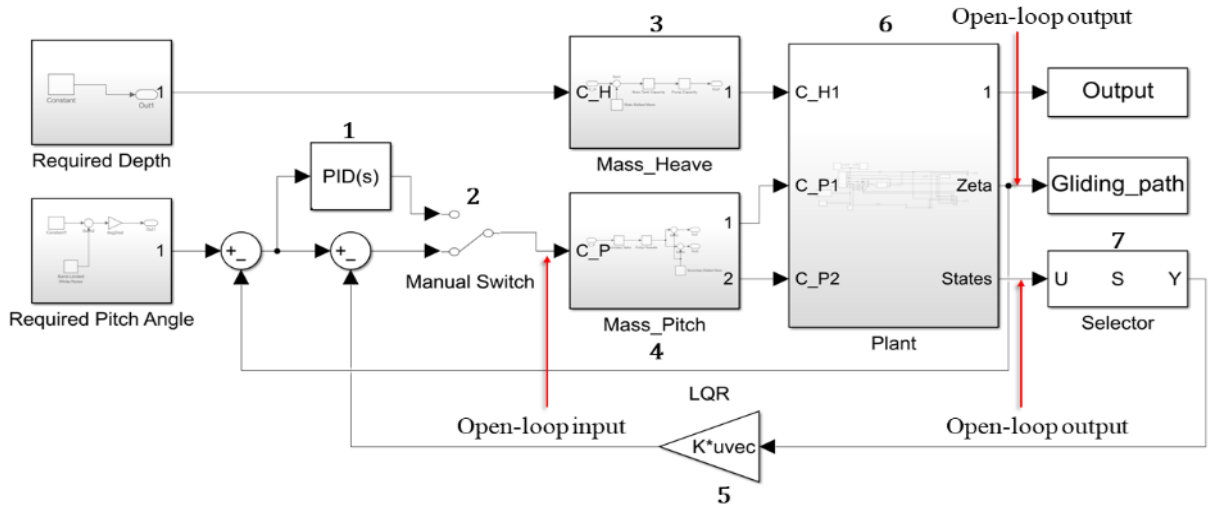 Open-loop output
3
6
C_H
1
Mass_Heave
C_H1
1
Output
Constant
Out1
1
Required Depth
1
PID(s)
2
C_P1
Zeta
Gliding_path
1
Required Pitch Angle
+
-
+
-
Manual Switch
C_P
1
2
Mass_Pitch
4
C_P2
States
Plant
7
U S Y
Selector
LQR
Open-loop input
Open-loop output
K*uvec
5